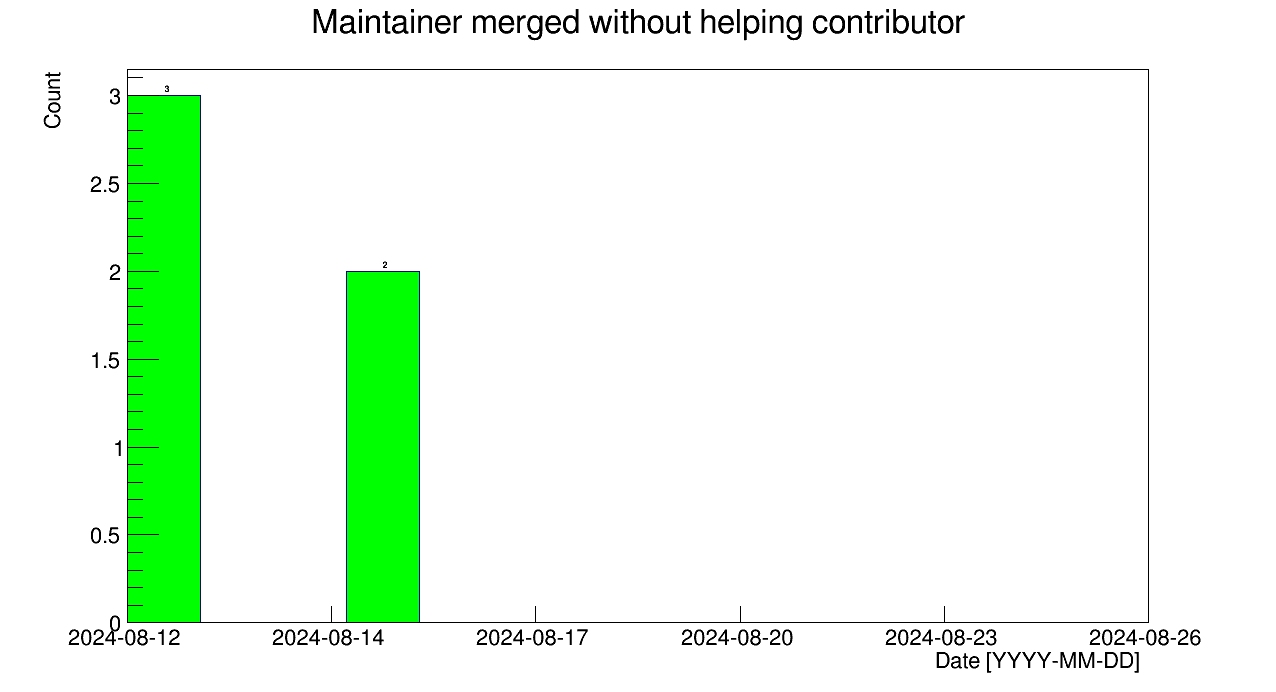 Maintainer merged without helping contributor
Count
3
2.5
2
1.5
1
0.5
0
3
2
2024-08-12 2024-08-14 2024-08-17 2024-08-20 2024-08-23 2024-08-26
Date [YYYY-MM-DD]